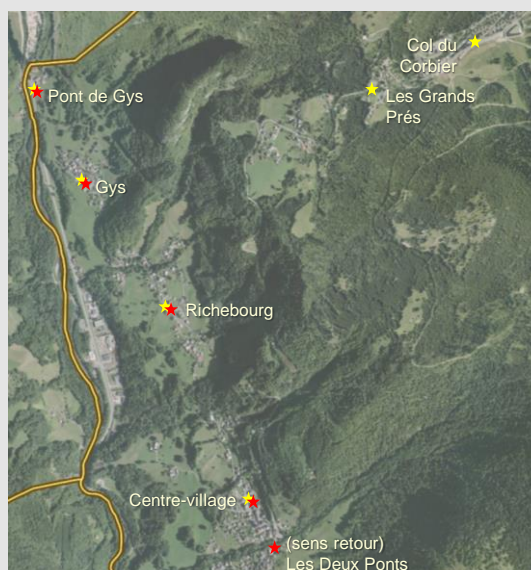 Col du
Corbier
Pont de Gys
Les Grands
Prés
Gys
Richebourg
Centre-village
(sens retour)
Les Deux Ponts